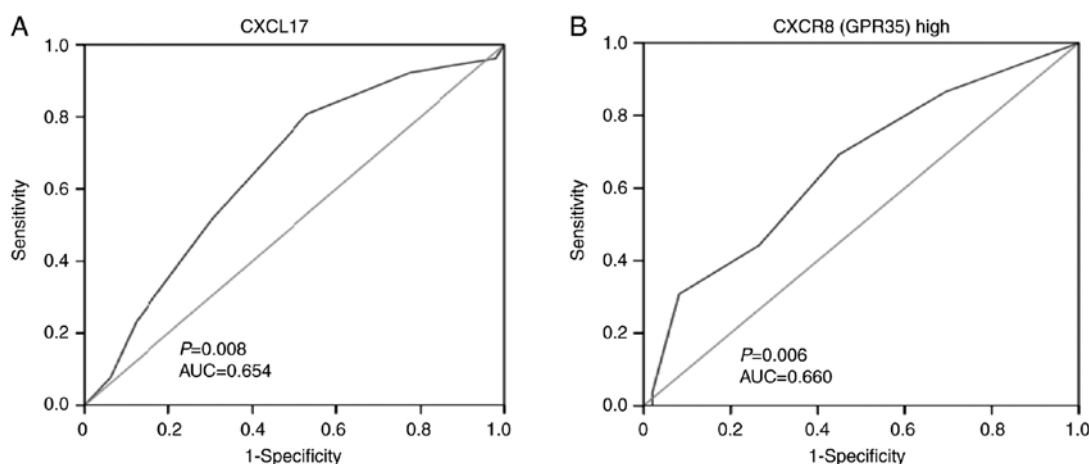 A
CXCL17
1.0
0.8
0.6
0.4
0.2
0.0
Sensitivity
P=0.008
AUC=0.654
0 0.2 0.4 0.6 0.8 1.0
1-Specificity
B
CXCR8 (GPR35) high
1.0
0.8
0.6
0.4
0.2
0.0
Sensitivity
P=0.006
AUC=0.660
0 0.2 0.4 0.6 0.8 1.0
1-Specificity